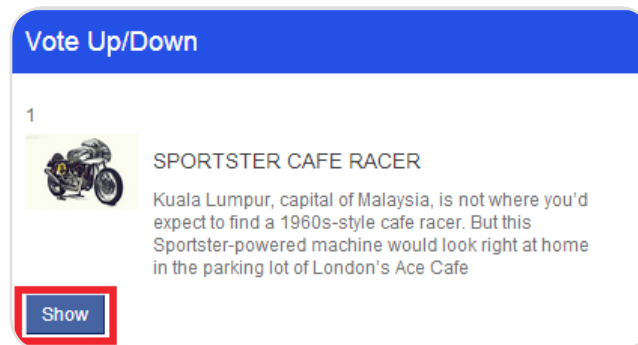 Vote Up/Down
1
SPORTSTER CAFE RACER
Kuala Lumpur, capital of Malaysia, is not where you'd
expect to find a 1960s-style cafe racer. But this
Sportster-powered machine would look right at home
in the parking lot of London's Ace Cafe
Show